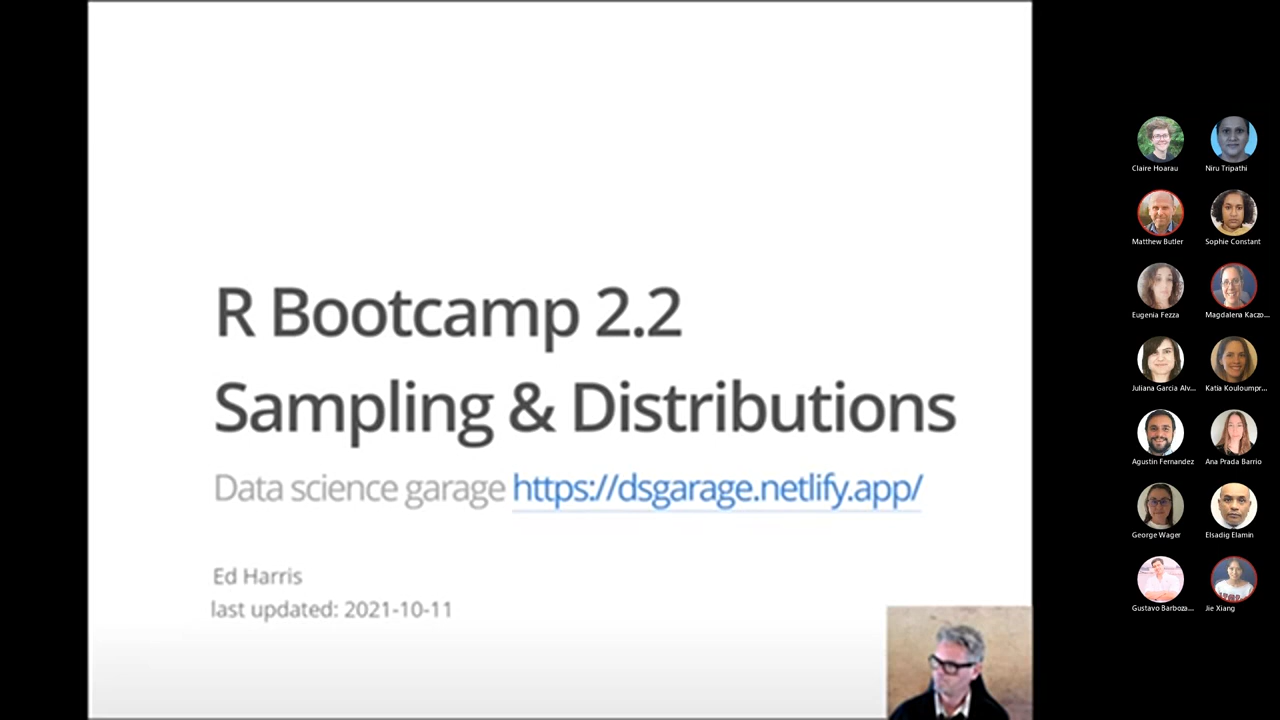 R Bootcamp 2.2
Sampling & Distributions
Data science garage https://dsgarage.netlify.app/
Ed Harris
last updated: 2021-10-11
Claire Hoarau
Niru Tripathi
Matthew Butler
Sophie Constant
Eugenia Fezza
Magdalena Kaczo...
Juliana Garcia Alv...
Katia Kouloumpr...
Agustin Fernandez
Ana Prada Barrio
George Wager
Elsadig Elamin
Gustavo Barboza...
Jie Xiang